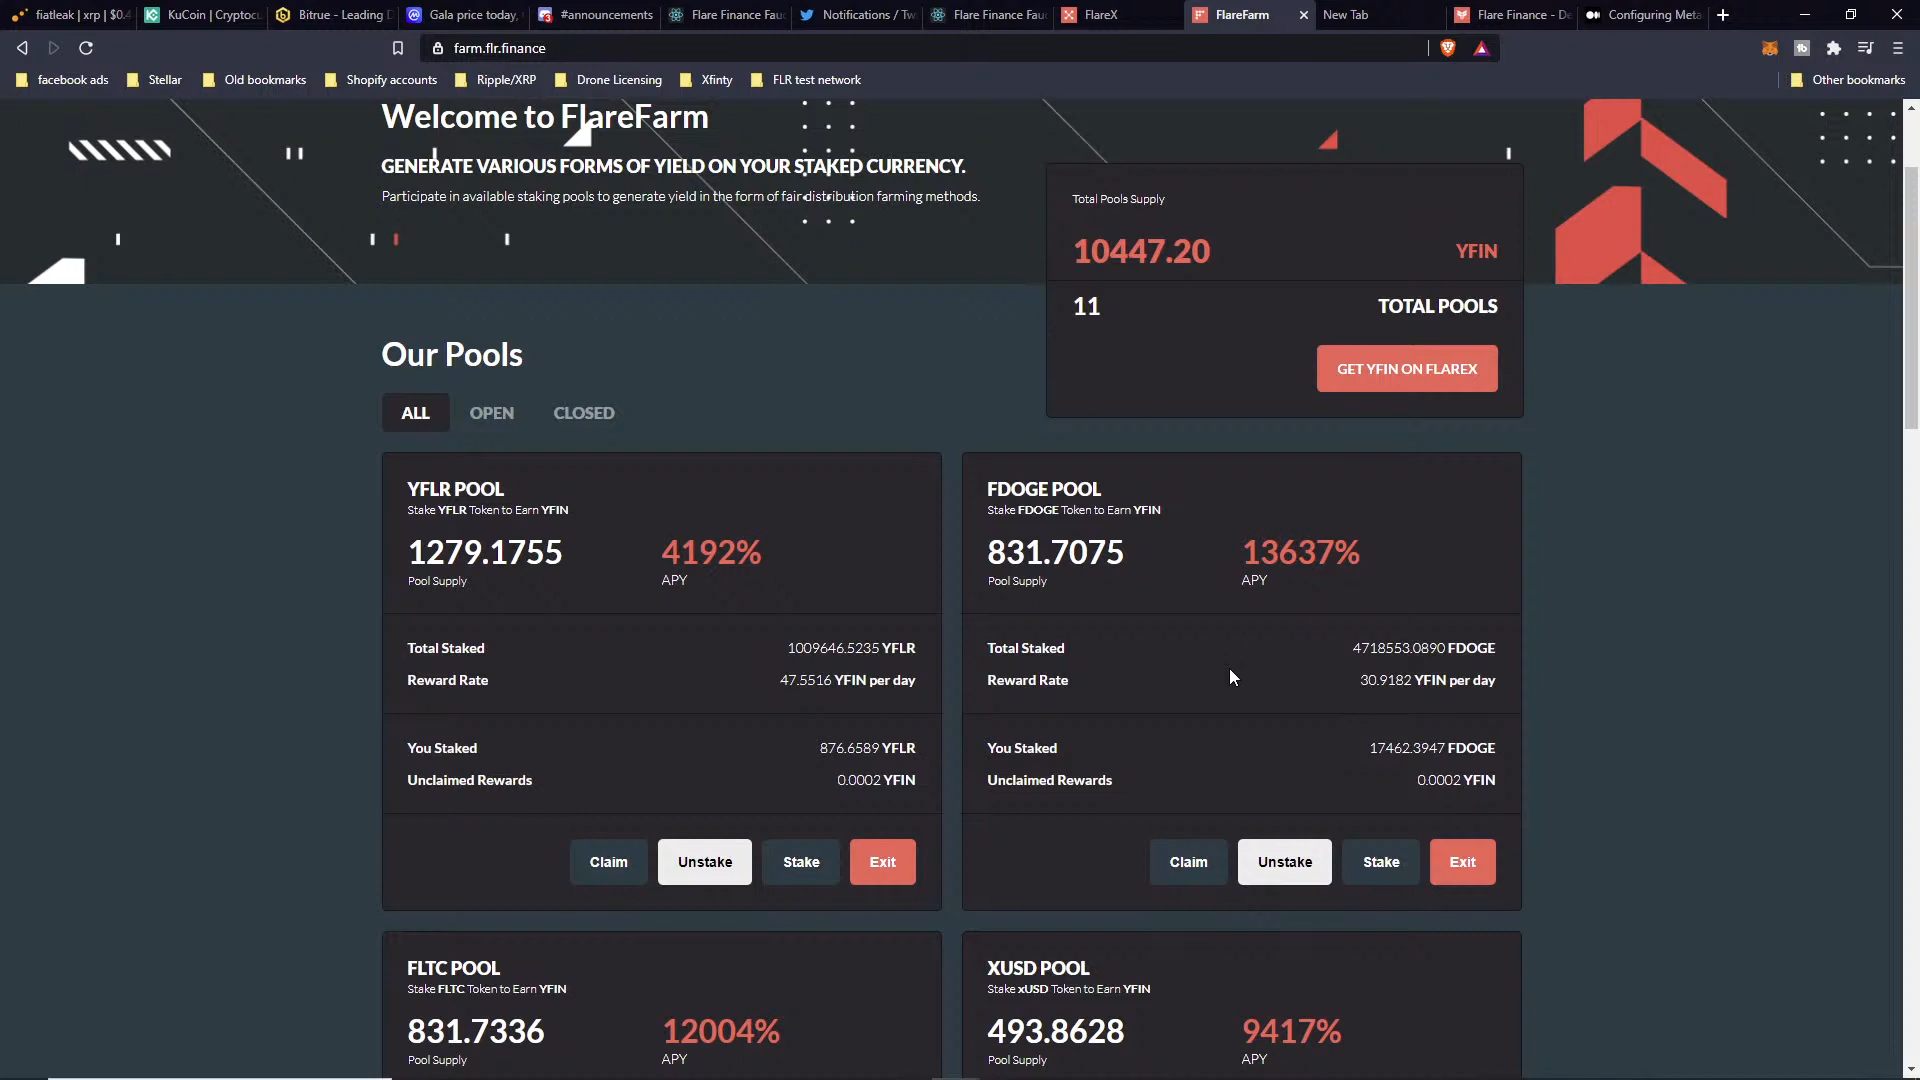 fiatleak | xrp | $0.4
KuCoin | Cryptocu
Bitrue - Leading D
Gala price today,
#announcements
Flare Finance Fau
Notifications / Tw
Flare Finance Fau
FlareX
FlareFarm
New Tab
Flare Finance - De
Configuring Meta
farm.flr.finance
facebook ads
Stellar
Old bookmarks
Shopify accounts
Ripple/XRP
Drone Licensing
Xfinity
FLR test network
Other bookmarks
Welcome to FlareFarm
GENERATE VARIOUS FORMS OF YIELD ON YOUR STAKED CURRENCY.
Participate in available staking pools to generate yield in the form of fair distribution farming methods.
Total Pools Supply
10447.20 YFIN
11 TOTAL POOLS
GET YFIN ON FLAREX
Our Pools
ALL OPEN CLOSED
YFLR POOL
Stake YFLR Token to Earn YFIN
1279.1755 4192%
Pool Supply APY
Total Staked 1009646.5235 YFLR
Reward Rate 47.5516 YFIN per day
You Staked 876.6589 YFLR
Unclaimed Rewards 0.0002 YFIN
Claim Unstake Stake Exit
FDOGE POOL
Stake FDOGE Token to Earn YFIN
831.7075 13637%
Pool Supply APY
Total Staked 4718553.0890 FDOGE
Reward Rate 30.9182 YFIN per day
You Staked 17462.3947 FDOGE
Unclaimed Rewards 0.0002 YFIN
Claim Unstake Stake Exit
FLTC POOL
Stake FLTC Token to Earn YFIN
831.7336 12004%
Pool Supply APY
XUSD POOL
Stake xUSD Token to Earn YFIN
493.8628 9417%
Pool Supply APY